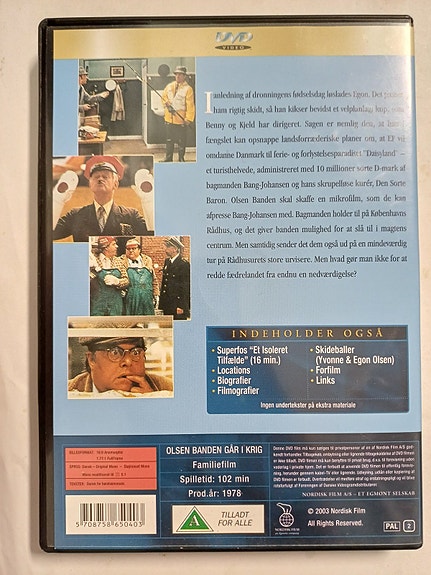 DVD
VIDEO
I anledning af dronningens fødselsdag løslades Egon. Det passer
ham rigtig skidt, så han kikser bevidst et velplanlagt kup, som
Benny og Kjeld har dirigeret. Sagen er nemlig den, at han i
fængslet kan opsnappe landsforræderiske planer om, at EF vil
omdanne Danmark til ferie- og forlystelsesparadiset "Daisyland" –
et turisthelvede, administreret med 10 millioner sorte D-mark af
bagmanden Bang-Johansen og hans skrupelløse kurér, Den Sorte
Baron. Olsen Banden skal skaffe en mikrofilm, som de kan
afpresse Bang-Johansen med. Bagmanden holder til på Københavns
Rådhus, og det giver banden mulighed for at slå til i magtens
centrum. Men samtidig sender det dem også ud på en mindeværdig
tur på Rådhusurets store urvisere. Men hvad gør man ikke for at
redde fædrelandet fra endnu en nedværdigelse?
INDEHOLDER OGSÅ
• Superfos "Et Isoleret
Tilfælde" (16 min.)
• Locations
• Biografier
• Filmografier
• Skideballer
(Yvonne & Egon Olsen)
• Forfilm
• Links
Ingen undertekster på ekstra materiale
OLSEN BANDEN GÅR I KRIG
Familiefilm
Spilletid: 102 min
Prod.år: 1978
NORDISK FILM A/S – ET EGMONT SELSKAB
5 708758 650403
A
TILLADT
FOR ALLE
NORDISK FILM
© 2003 Nordisk Film
All Rights Reserved.
PAL
2